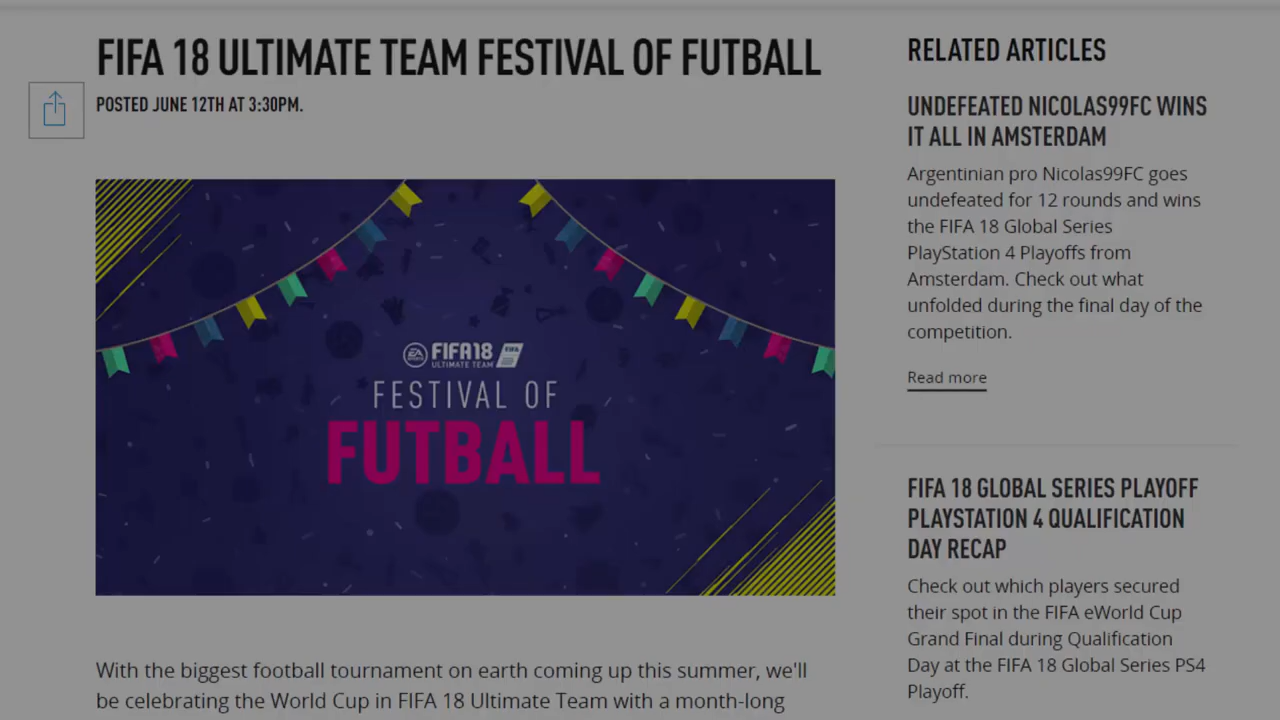 FIFA 18 ULTIMATE TEAM FESTIVAL OF FUTBALL
POSTED JUNE 12TH AT 3:30PM.
EA SPORTS
FIFA18
ULTIMATE TEAM
FIFA
FESTIVAL OF
FUTBALL
With the biggest football tournament on earth coming up this summer, we'll
be celebrating the World Cup in FIFA 18 Ultimate Team with a month-long
RELATED ARTICLES
UNDEFEATED NICOLAS99FC WINS
IT ALL IN AMSTERDAM
Argentinian pro Nicolas99FC goes
undefeated for 12 rounds and wins
the FIFA 18 Global Series
PlayStation 4 Playoffs from
Amsterdam. Check out what
unfolded during the final day of the
competition.
Read more
FIFA 18 GLOBAL SERIES PLAYOFF
PLAYSTATION 4 QUALIFICATION
DAY RECAP
Check out which players secured
their spot in the FIFA eWorld Cup
Grand Final during Qualification
Day at the FIFA 18 Global Series PS4
Playoff.